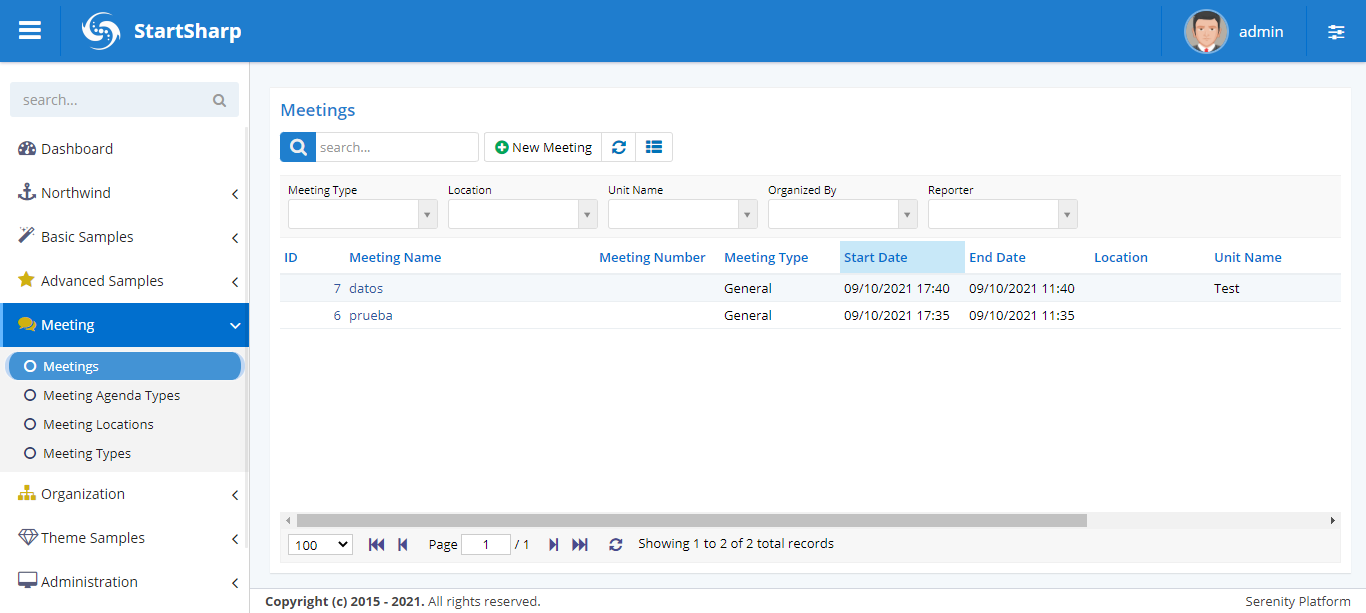 StartSharp
admin
search...
Dashboard
Northwind
Basic Samples
Advanced Samples
Meeting
Meetings
Meeting Agenda Types
Meeting Locations
Meeting Types
Organization
Theme Samples
Administration
Meetings
search... New Meeting
Meeting Type Location Unit Name Organized By Reporter
ID Meeting Name Meeting Number Meeting Type Start Date End Date Location Unit Name
7 datos General 09/10/2021 17:40 09/10/2021 11:40 Test
6 prueba General 09/10/2021 17:35 09/10/2021 11:35
100 Page 1 / 1 Showing 1 to 2 of 2 total records
Copyright (c) 2015 - 2021. All rights reserved. Serenity Platform